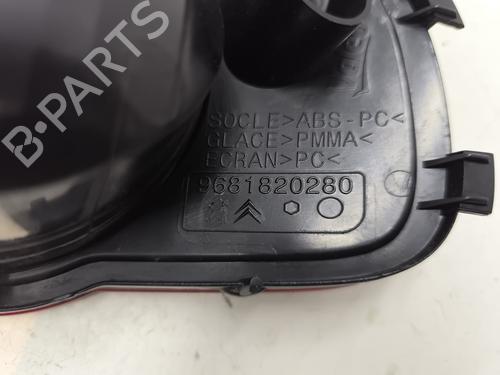 SOCLE>ABS-PC<
GLACE>PMMA<
ECRAN>PC<
9681820280
B-PARTS